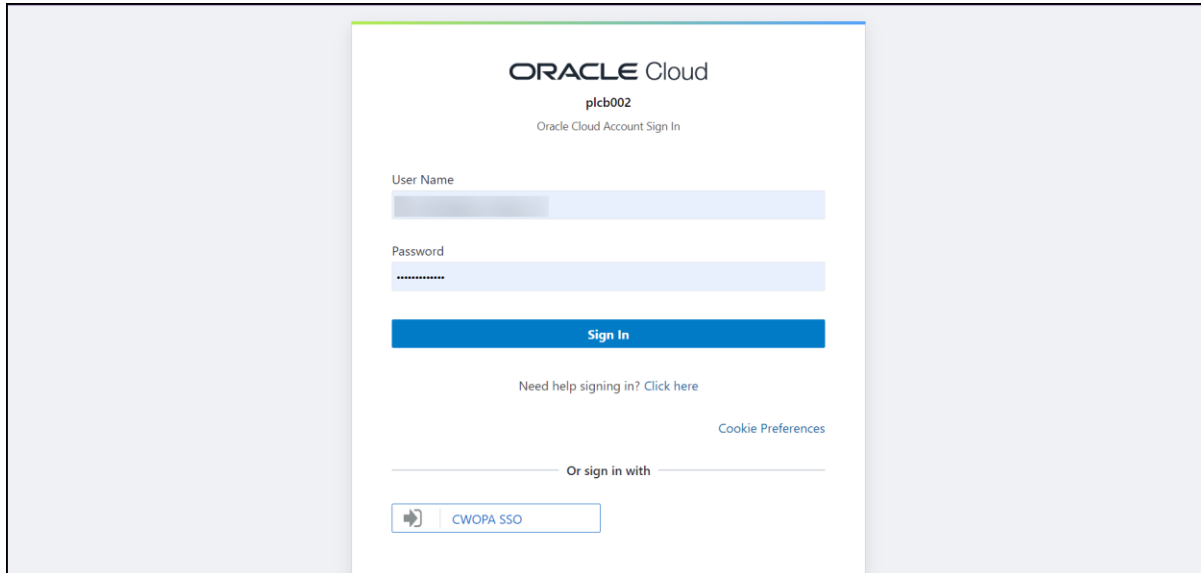 ORACLE Cloud
plcb002
Oracle Cloud Account Sign In
User Name
Password
•••••••••••••
Sign In
Need help signing in? Click here
Cookie Preferences
Or sign in with
CWOPA SSO